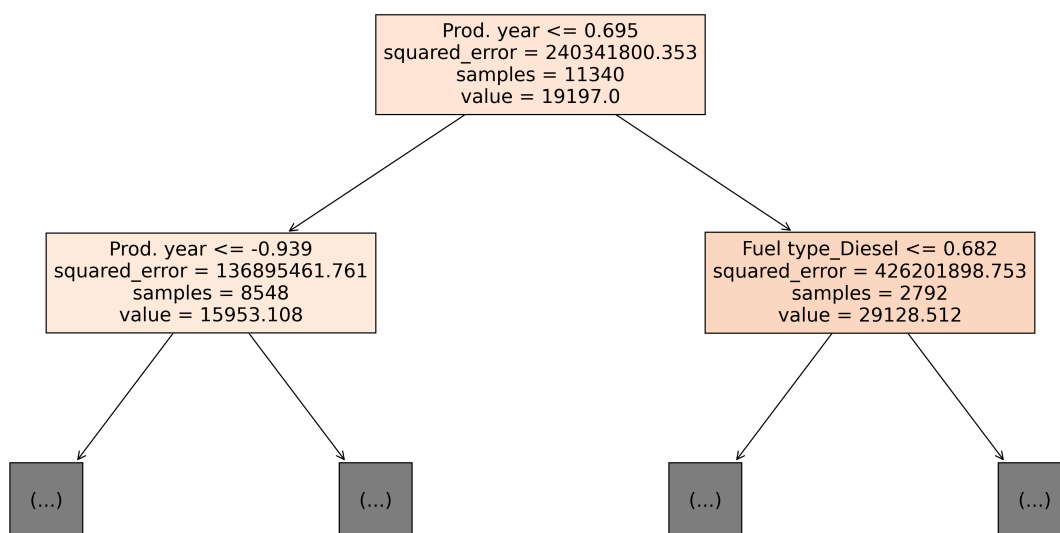 Prod. year <= 0.695
squared_error = 240341800.353
samples = 11340
value = 19197.0
Prod. year <= -0.939
squared_error = 136895461.761
samples = 8548
value = 15953.108
Fuel type_Diesel <= 0.682
squared_error = 426201898.753
samples = 2792
value = 29128.512
(...)
(...)
(...)
(...)